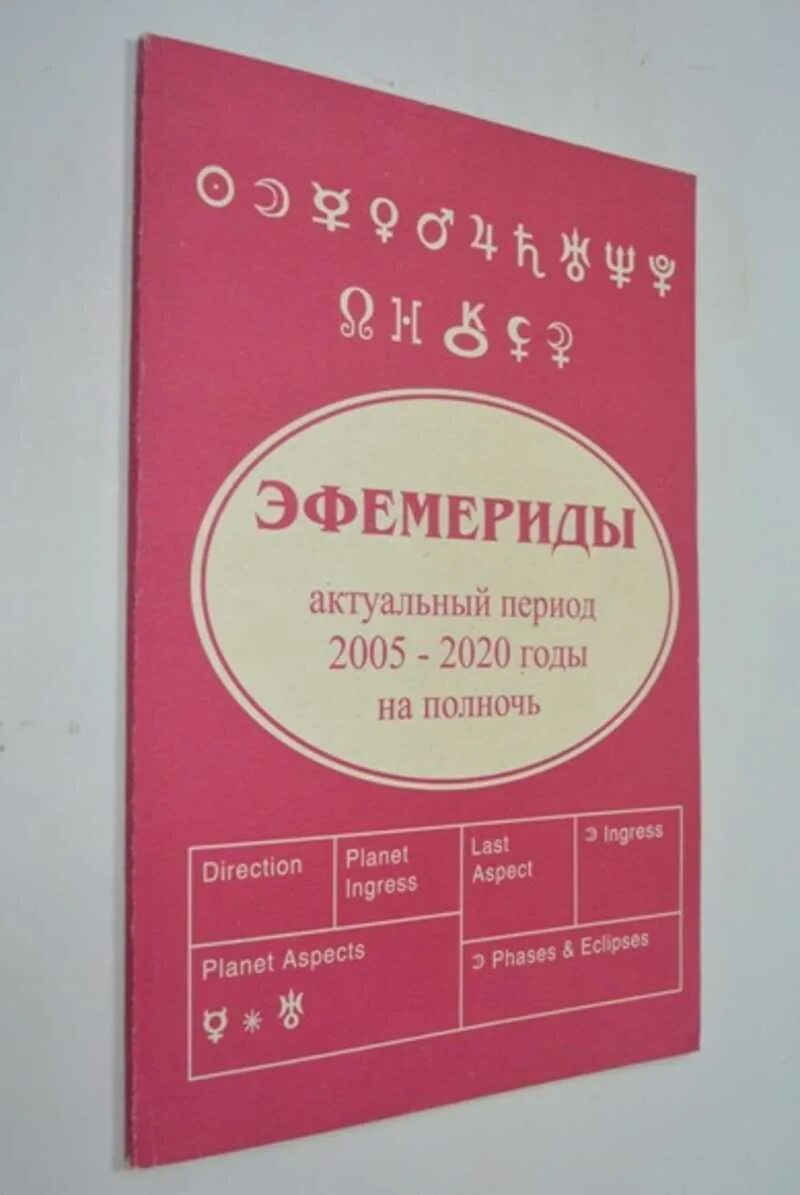 ☉ ☽ ☿ ♀ ♂ ♃ ♄ ♅ ♆ ♇
☊ ⚷ ⚸
ЭФЕМЕРИДЫ
актуальный период
2005 - 2020 годы
на полночь
Direction
Planet
Ingress
Last
Aspect
☽ Ingress
Planet Aspects
☿ ⚹ ♅
☽ Phases & Eclipses